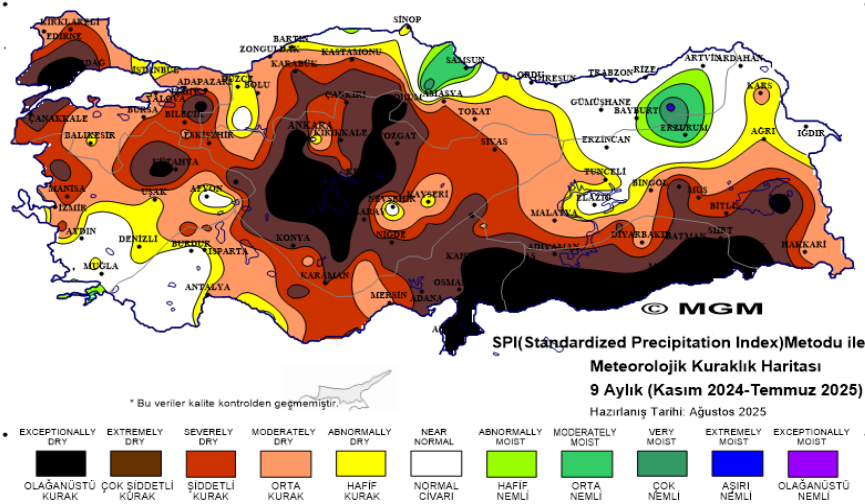 SİNOP
KIRKLARELİ
EDİRNE
BARTIN
ZONGULDAK
KASTAMONU
SAMSUN
ARTVİN
ARDAHAN
İSTANBUL
DÜZCE
BOLU
KARABÜK
ORDU
GİRESUN
TRABZON
RİZE
KARS
ADAPAZARI
YALOVA
ÇANKIRI
AMASYA
GÜMÜŞHANE
BAYBURT
ÇANAKKALE
BURSA
BİLECİK
TOKAT
ERZURUM
IĞDIR
BALIKESİR
ESKİŞEHİR
ANKARA
KIRIKKALE
YOZGAT
SİVAS
ERZİNCAN
AĞRI
KÜTAHYA
TUNCELİ
BİNGÖL
MUŞ
MANİSA
UŞAK
AFYON
NEVŞEHİR
KAYSERİ
ELAZIĞ
BİTLİS
İZMİR
MALATYA
AYDIN
DENİZLİ
BURDUR
ISPARTA
KONYA
NİĞDE
DİYARBAKIR
BATMAN
SİİRT
HAKKARİ
ADIYAMAN
MUĞLA
ANTALYA
KARAMAN
MERSİN
ADANA
© MGM
SPI(Standardized Precipitation Index)Metodu ile
Meteorolojik Kuraklık Haritası
9 Aylık (Kasım 2024-Temmuz 2025)
Hazırlanış Tarihi: Ağustos 2025
* Bu veriler kalite kontrolden geçmemiştir.
EXCEPTIONALLY DRY
EXTREMELY DRY
SEVERELY DRY
MODERATELY DRY
ABNORMALLY DRY
NEAR NORMAL
ABNORMALLY MOIST
MODERATELY MOIST
VERY MOIST
EXTREMELY MOIST
EXCEPTIONALLY MOIST
OLAĞANÜSTÜ KURAK
ÇOK ŞİDDETLİ KURAK
ŞİDDETLİ KURAK
ORTA KURAK
HAFİF KURAK
NORMAL CİVARI
HAFİF NEMLİ
ORTA NEMLİ
ÇOK NEMLİ
AŞIRI NEMLİ
OLAĞANÜSTÜ NEMLİ